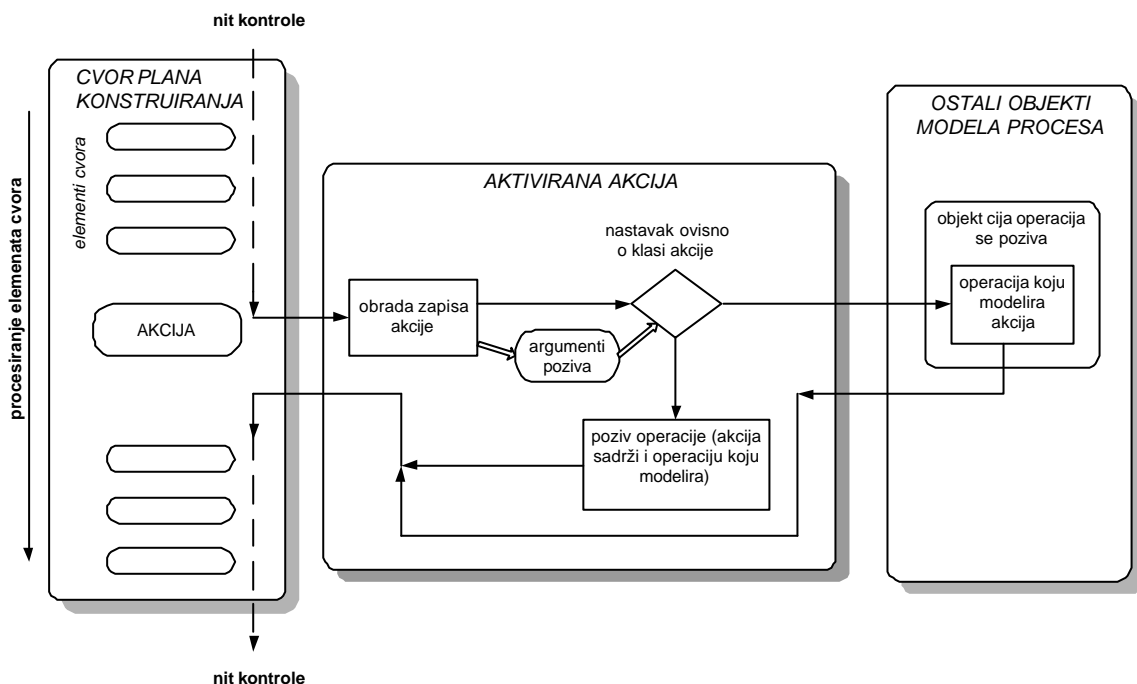 nit kontrole
CVOR PLANA
KONSTRUIRANJA
elementi cvora
procesiranje elemenata cvora
AKCIJA
AKTIVIRANA AKCIJA
nastavak ovisno
o klasi akcije
obrada zapisa
akcije
argumenti
poziva
poziv operacije (akcija
sadrži i operaciju koju
modelira)
OSTALI OBJEKTI
MODELA PROCESA
objekt cija operacija
se poziva
operacija koju
modelira
akcija
nit kontrole